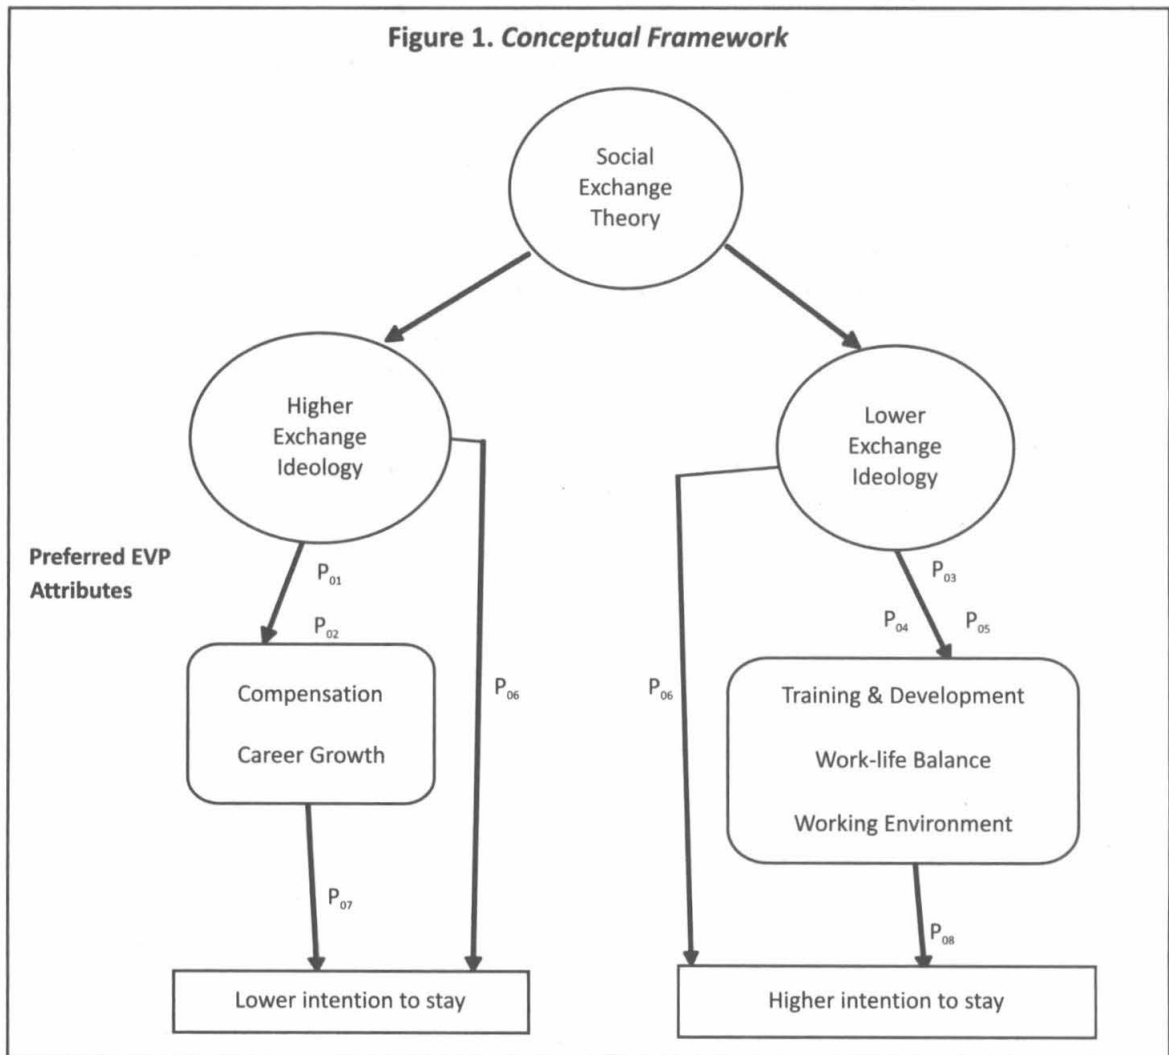 Figure 1. Conceptual Framework
Social
Exchange
Theory
Higher
Exchange
Ideology
Lower
Exchange
Ideology
Preferred EVP
Attributes
P01
P02
P03
P04 P05
Compensation
Career Growth
P06
P06
Training & Development
Work-life Balance
Working Environment
P07
P08
Lower intention to stay
Higher intention to stay